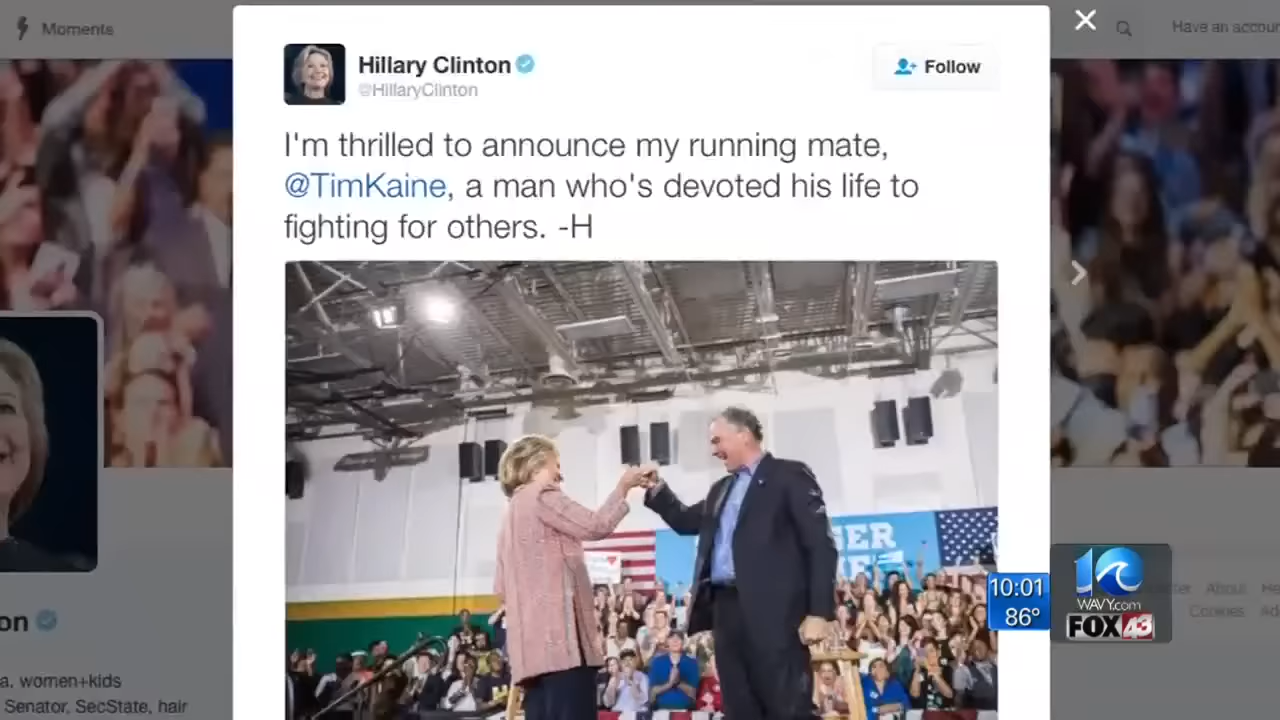 Moments
Have an accoun
Hillary Clinton
@HillaryClinton
Follow
I'm thrilled to announce my running mate,
@TimKaine, a man who's devoted his life to
fighting for others. -H
10:01
86°
10
WAVY.com
FOX 43
About
Cookies
on
a, women+kids
Senator, SecState, hair